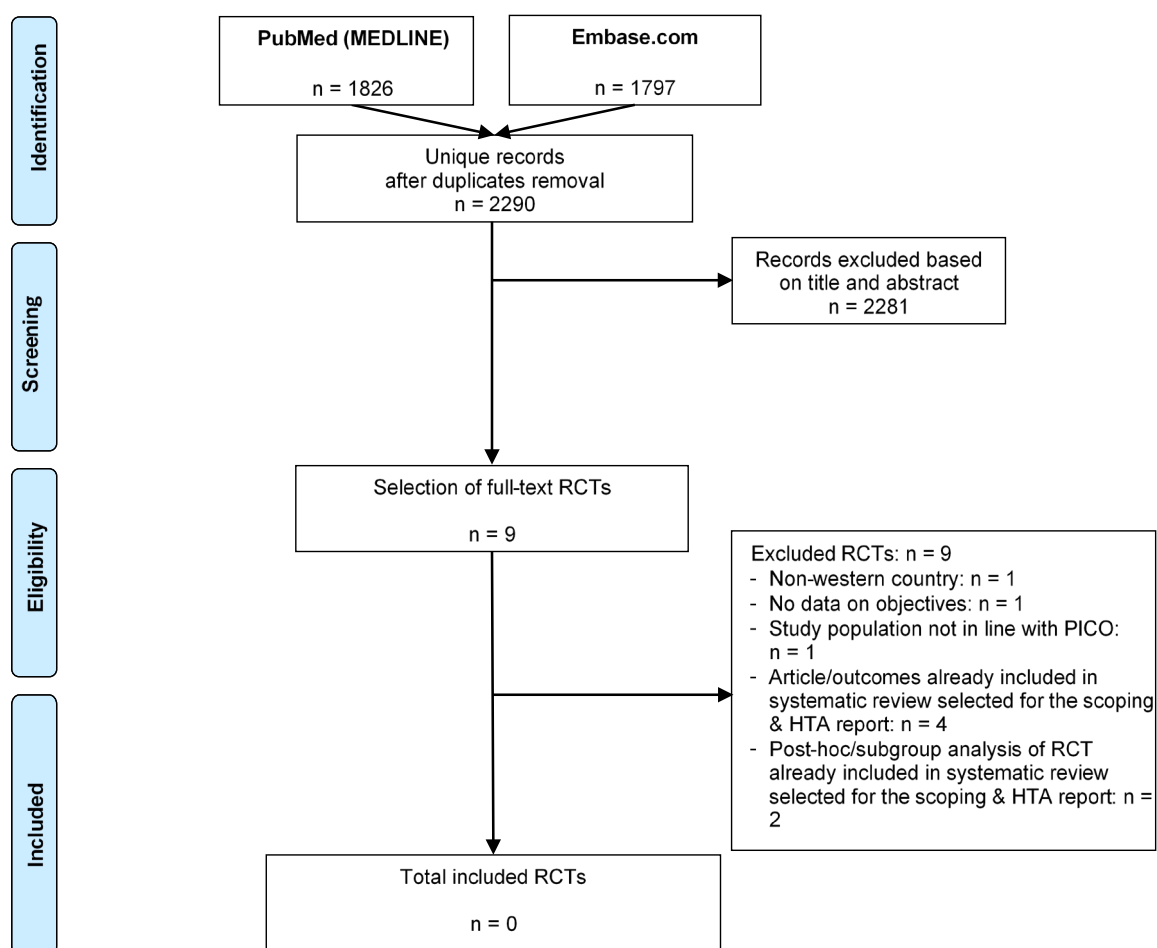 Identification
PubMed (MEDLINE)
n = 1826
Embase.com
n = 1797
Unique records
after duplicates removal
n = 2290
Screening
Records excluded based
on title and abstract
n = 2281
Eligibility
Selection of full-text RCTs
n = 9
Excluded RCTs: n = 9
- Non-western country: n = 1
- No data on objectives: n = 1
- Study population not in line with PICO:
n = 1
- Article/outcomes already included in
systematic review selected for the scoping
& HTA report: n = 4
- Post-hoc/subgroup analysis of RCT
already included in systematic review
selected for the scoping & HTA report: n =
2
Included
Total included RCTs
n = 0